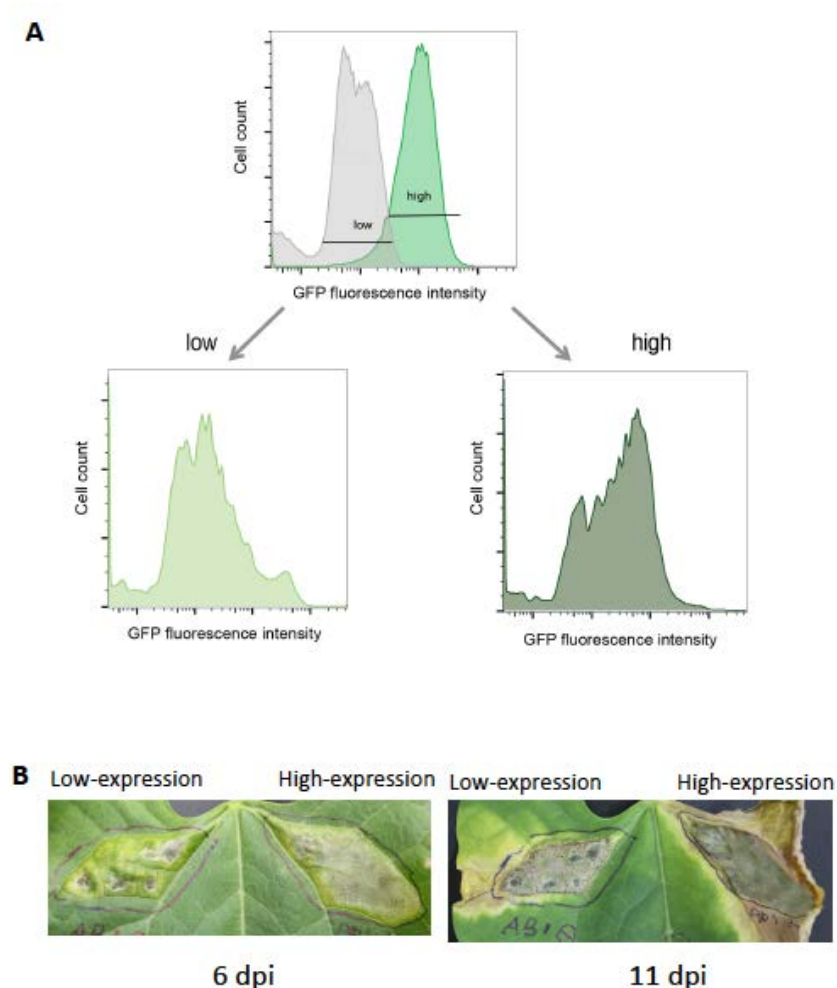 A
Cell count
high
low
GFP fluorescence intensity
low
high
Cell count
GFP fluorescence intensity
Cell count
GFP fluorescence intensity
B
Low-expression
High-expression
Low-expression
High-expression
6 dpi
11 dpi